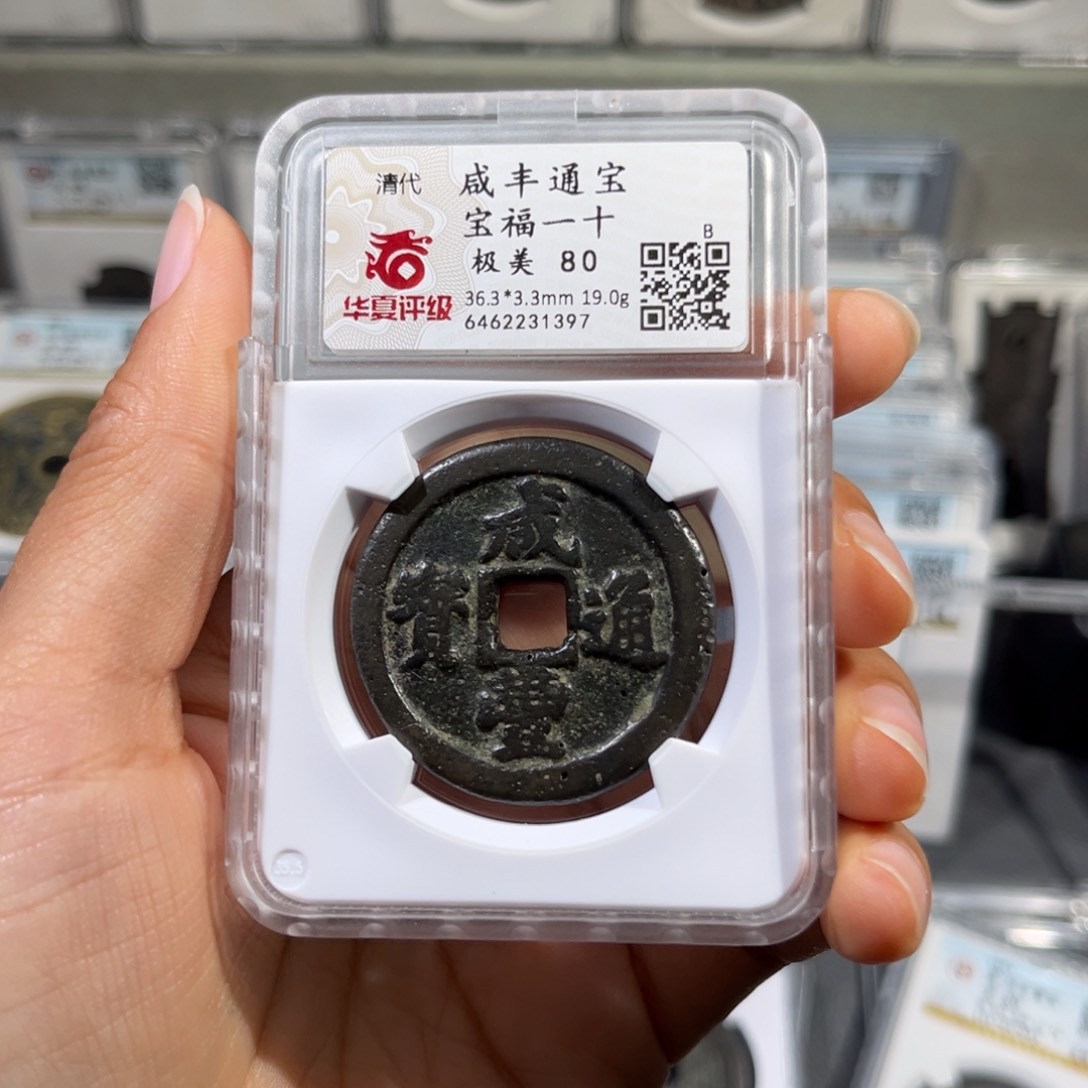 清代
咸丰通宝
宝福一十
极美 80
B
华夏评级
36.3*3.3mm 19.0g
6462231397
咸
寶 通
豐